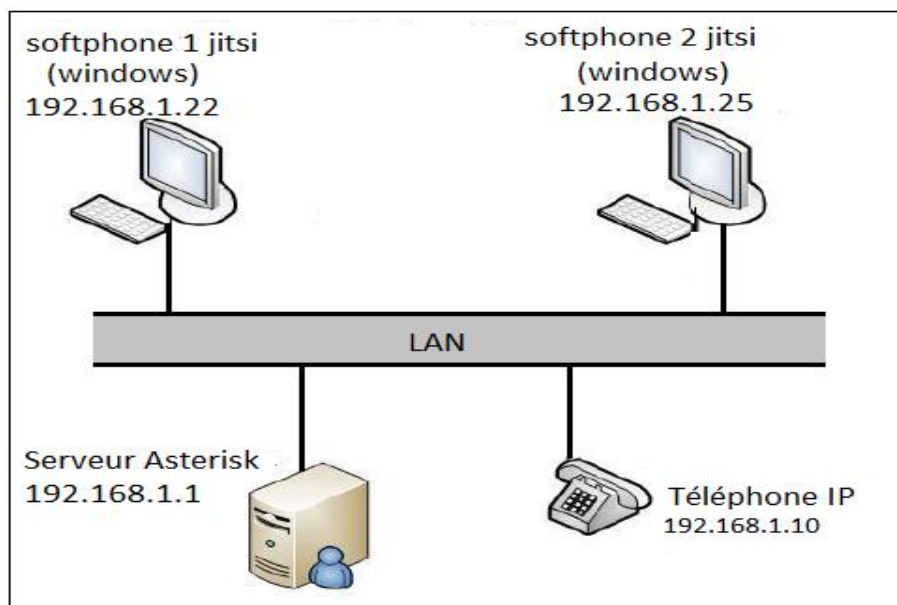 softphone 1 jitsi
(windows)
192.168.1.22
softphone 2 jitsi
(windows)
192.168.1.25
LAN
Serveur Asterisk
192.168.1.1
Téléphone IP
192.168.1.10